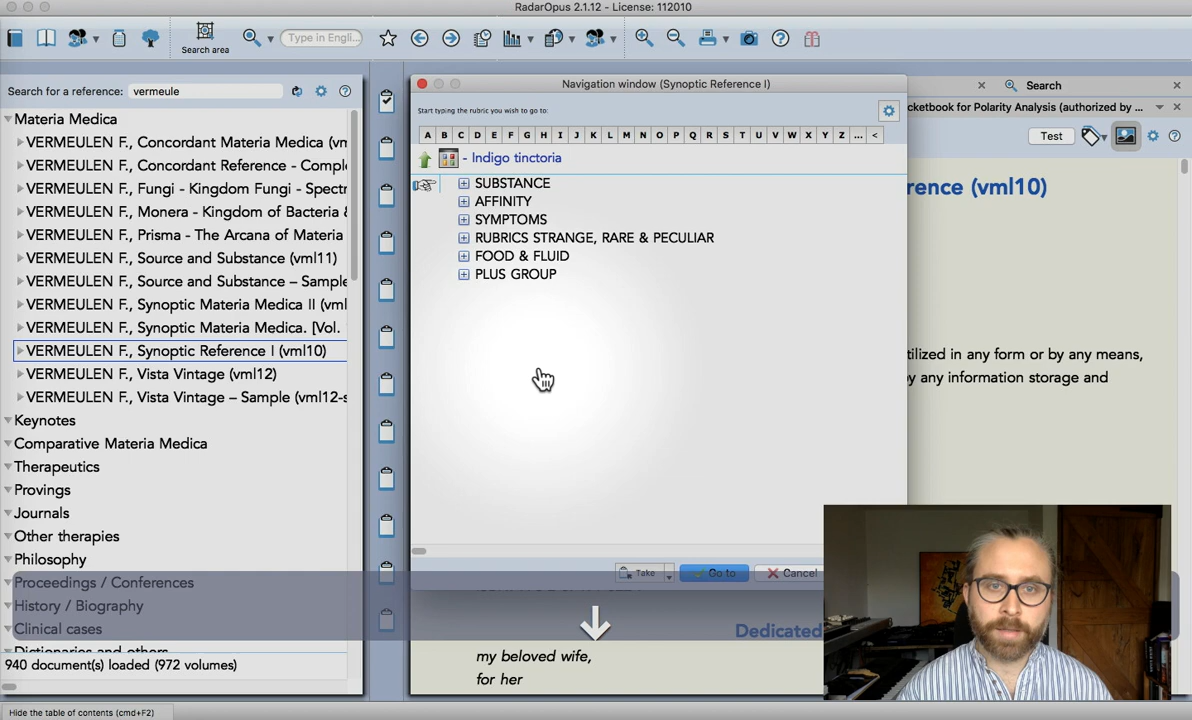 RadarOpus 2.1.12 - License: 112010
Search area
Type in Engli...
Search for a reference: vermeule
Materia Medica
VERMEULEN F., Concordant Materia Medica (vn
VERMEULEN F., Concordant Reference - Comple
VERMEULEN F., Fungi - Kingdom Fungi - Spectr
VERMEULEN F., Monera - Kingdom of Bacteria &
VERMEULEN F., Prisma - The Arcana of Materia
VERMEULEN F., Source and Substance (vml11)
VERMEULEN F., Source and Substance – Sample
VERMEULEN F., Synoptic Materia Medica II (vml
VERMEULEN F., Synoptic Materia Medica. [Vol.
VERMEULEN F., Synoptic Reference I (vml10)
VERMEULEN F., Vista Vintage (vml12)
VERMEULEN F., Vista Vintage – Sample (vml12-s
Keynotes
Comparative Materia Medica
Therapeutics
Provings
Journals
Other therapies
Philosophy
Proceedings / Conferences
History / Biography
Clinical cases
Dictionaries and others
940 document(s) loaded (972 volumes)
Hide the table of contents (cmd+F2)
Navigation window (Synoptic Reference I)
Start typing the rubric you wish to go to:
A B C D E F G H I J K L M N O P Q R S T U V W X Y Z ... <
- Indigo tinctoria
SUBSTANCE
AFFINITY
SYMPTOMS
RUBRICS STRANGE, RARE & PECULIAR
FOOD & FLUID
PLUS GROUP
Take
Go to
Cancel
Search
cketbook for Polarity Analysis (authorized by ...
Test
rence (vml10)
tilized in any form or by any means,
y any information storage and
Dedicated
my beloved wife,
for her